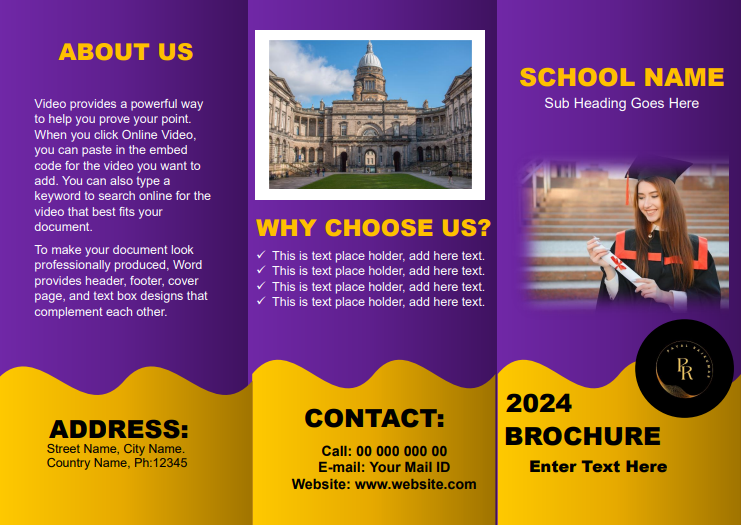 ABOUT US
Video provides a powerful way
to help you prove your point.
When you click Online Video,
you can paste in the embed
code for the video you want to
add. You can also type a
keyword to search online for the
video that best fits your
document.
To make your document look
professionally produced, Word
provides header, footer, cover
page, and text box designs that
complement each other.
ADDRESS:
Street Name, City Name.
Country Name, Ph:12345
WHY CHOOSE US?
✓ This is text place holder, add here text.
✓ This is text place holder, add here text.
✓ This is text place holder, add here text.
✓ This is text place holder, add here text.
CONTACT:
Call: 00 000 000 00
E-mail: Your Mail ID
Website: www.website.com
SCHOOL NAME
Sub Heading Goes Here
PR
2024
BROCHURE
Enter Text Here